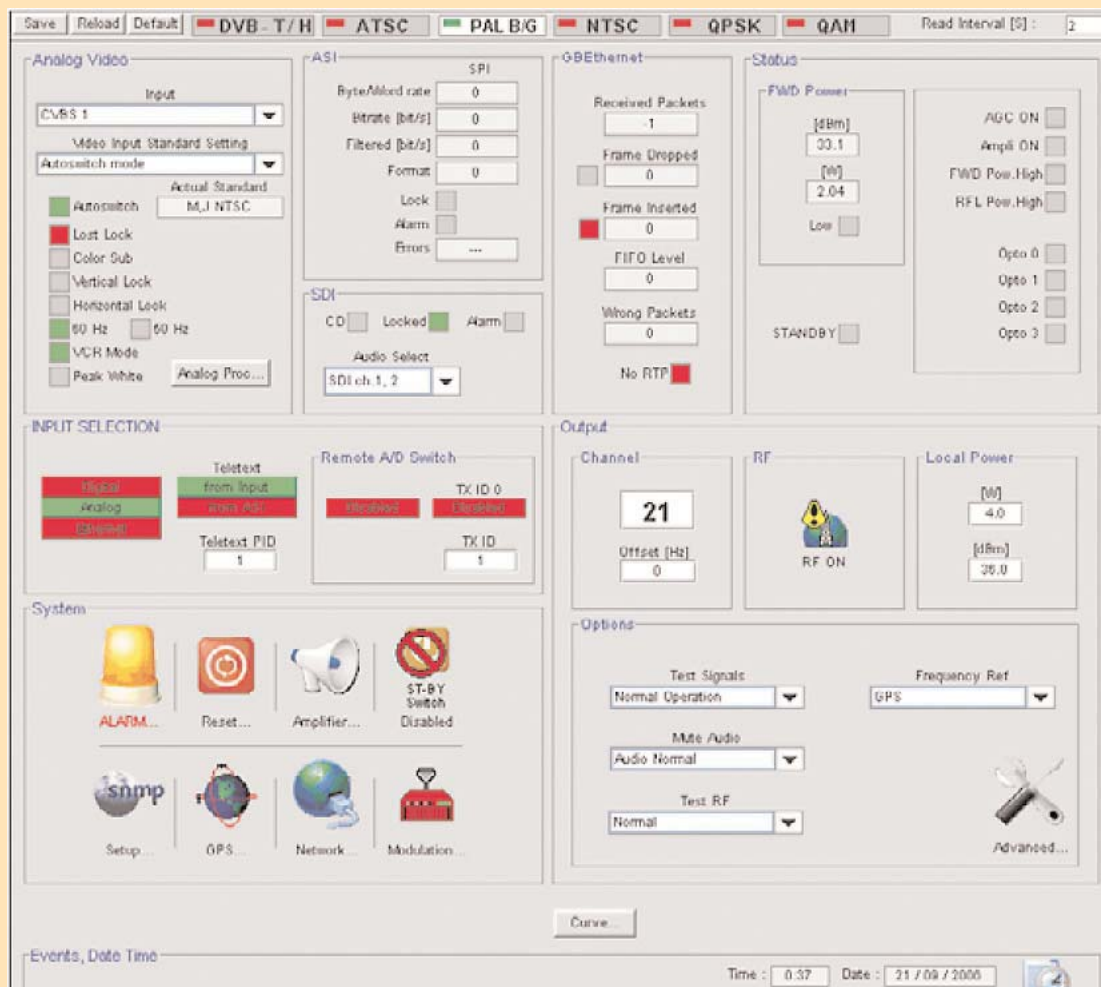 Save Reload Default DVB - T / H ATSC PAL B/G NTSC QPSK QAM Read Interval [S] : 2
Analog Video
Input
CVBS 1
Video Input Standard Setting
Autoswitch mode
Actual Standard
Autoswitch M,J NTSC
Lost Lock
Color Sub
Vertical Lock
Horizontal Lock
60 Hz 50 Hz
VCR Mode
Peak White Analog Proc...
ASI
SPI
Byte/Word rate 0
Bitrate [bit/s] 0
Filtered [bit/s] 0
Format 0
Lock
Alarm
Errors ---
SDI
CD Locked Alarm
Audio Select
SDI ch.1, 2
GBEthernet
Received Packets
-1
Frame Dropped
0
Frame Inserted
0
FIFO Level
0
Wrong Packets
0
No RTP
Status
FWD Power
[dBm]
33.1
[W]
2.04
Low
STANDBY
AGC ON
Ampli ON
FWD Pow.High
RFL Pow.High
Opto 0
Opto 1
Opto 2
Opto 3
INPUT SELECTION
Digital
Analog
Ethernet
Teletext
from Input
from ASI
Teletext PID
1
Remote A/D Switch
TX ID 0
Disabled Disabled
TX ID
1
Output
Channel
21
Offset [Hz]
0
RF
RF ON
Local Power
[W]
4.0
[dBm]
36.0
System
ALARM... Reset... Amplifier... ST-BY Switch Disabled
snmp
Setup... GPS... Network... Modulation...
Options
Test Signals
Normal Operation
Frequency Ref
GPS
Mute Audio
Audio Normal
Test RF
Normal
Advanced...
Curve...
Events, Date Time
Time : 0:37 Date : 21 / 09 / 2006